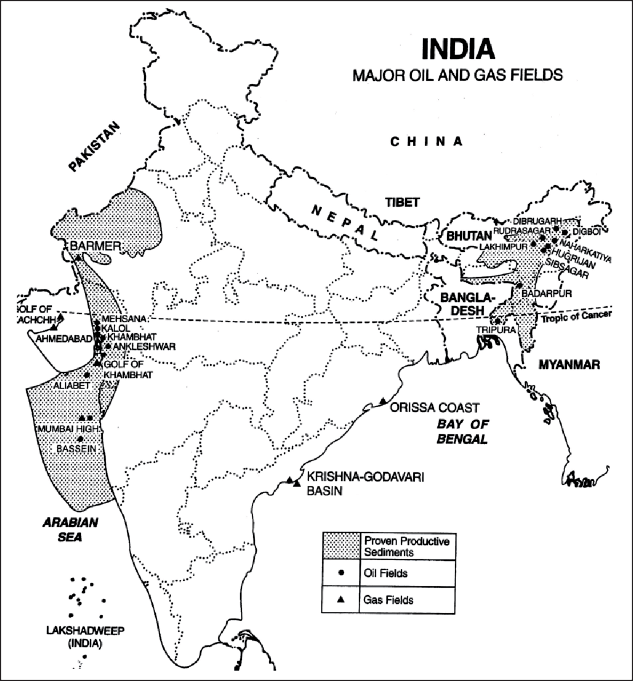 INDIA
MAJOR OIL AND GAS FIELDS
CHINA
PAKISTAN
TIBET
NEPAL
BHUTAN
DIBRUGARH
RUDRASAGAR
DIGBOI
LAKHIMPUR
NAHARKATIYA
HUGRIJAN
SIBSAGAR
BARMER
BADARPUR
BANGLA-
DESH
GOLF OF
ACHCHH
MEHSANA
KALOL
Tropic of Cancer
TRIPURA
AHMEDABAD
KHAMBHAT
ANKLESHWAR
MYANMAR
GOLF OF
KHAMBHAT
ALIABET
ORISSA COAST
MUMBAI HIGH
BAY OF
BENGAL
BASSEIN
KRISHNA-GODAVARI
BASIN
ARABIAN
SEA
Proven Productive
Sediments
Oil Fields
Gas Fields
LAKSHADWEEP
(INDIA)